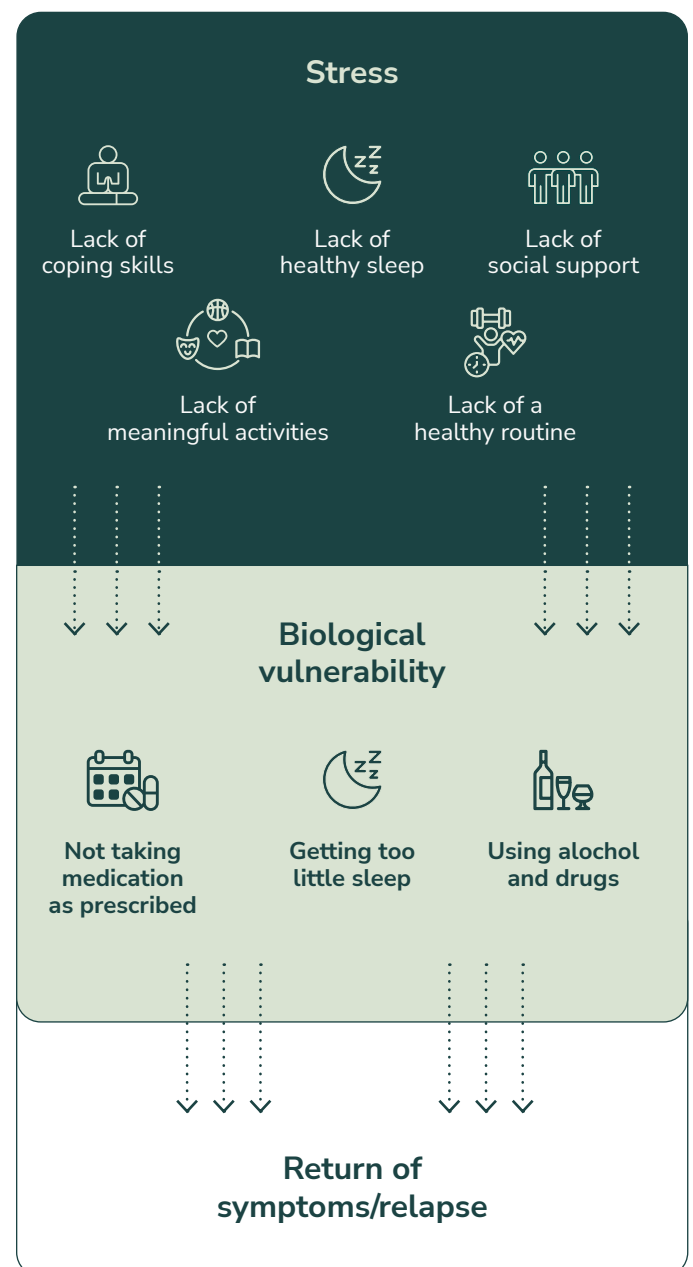 Stress
Lack of
coping skills
Lack of
healthy sleep
Lack of
social support
Lack of
meaningful activities
Lack of a
healthy routine
Biological
vulnerability
Not taking
medication
as prescribed
Getting too
little sleep
Using alochol
and drugs
Return of
symptoms/relapse